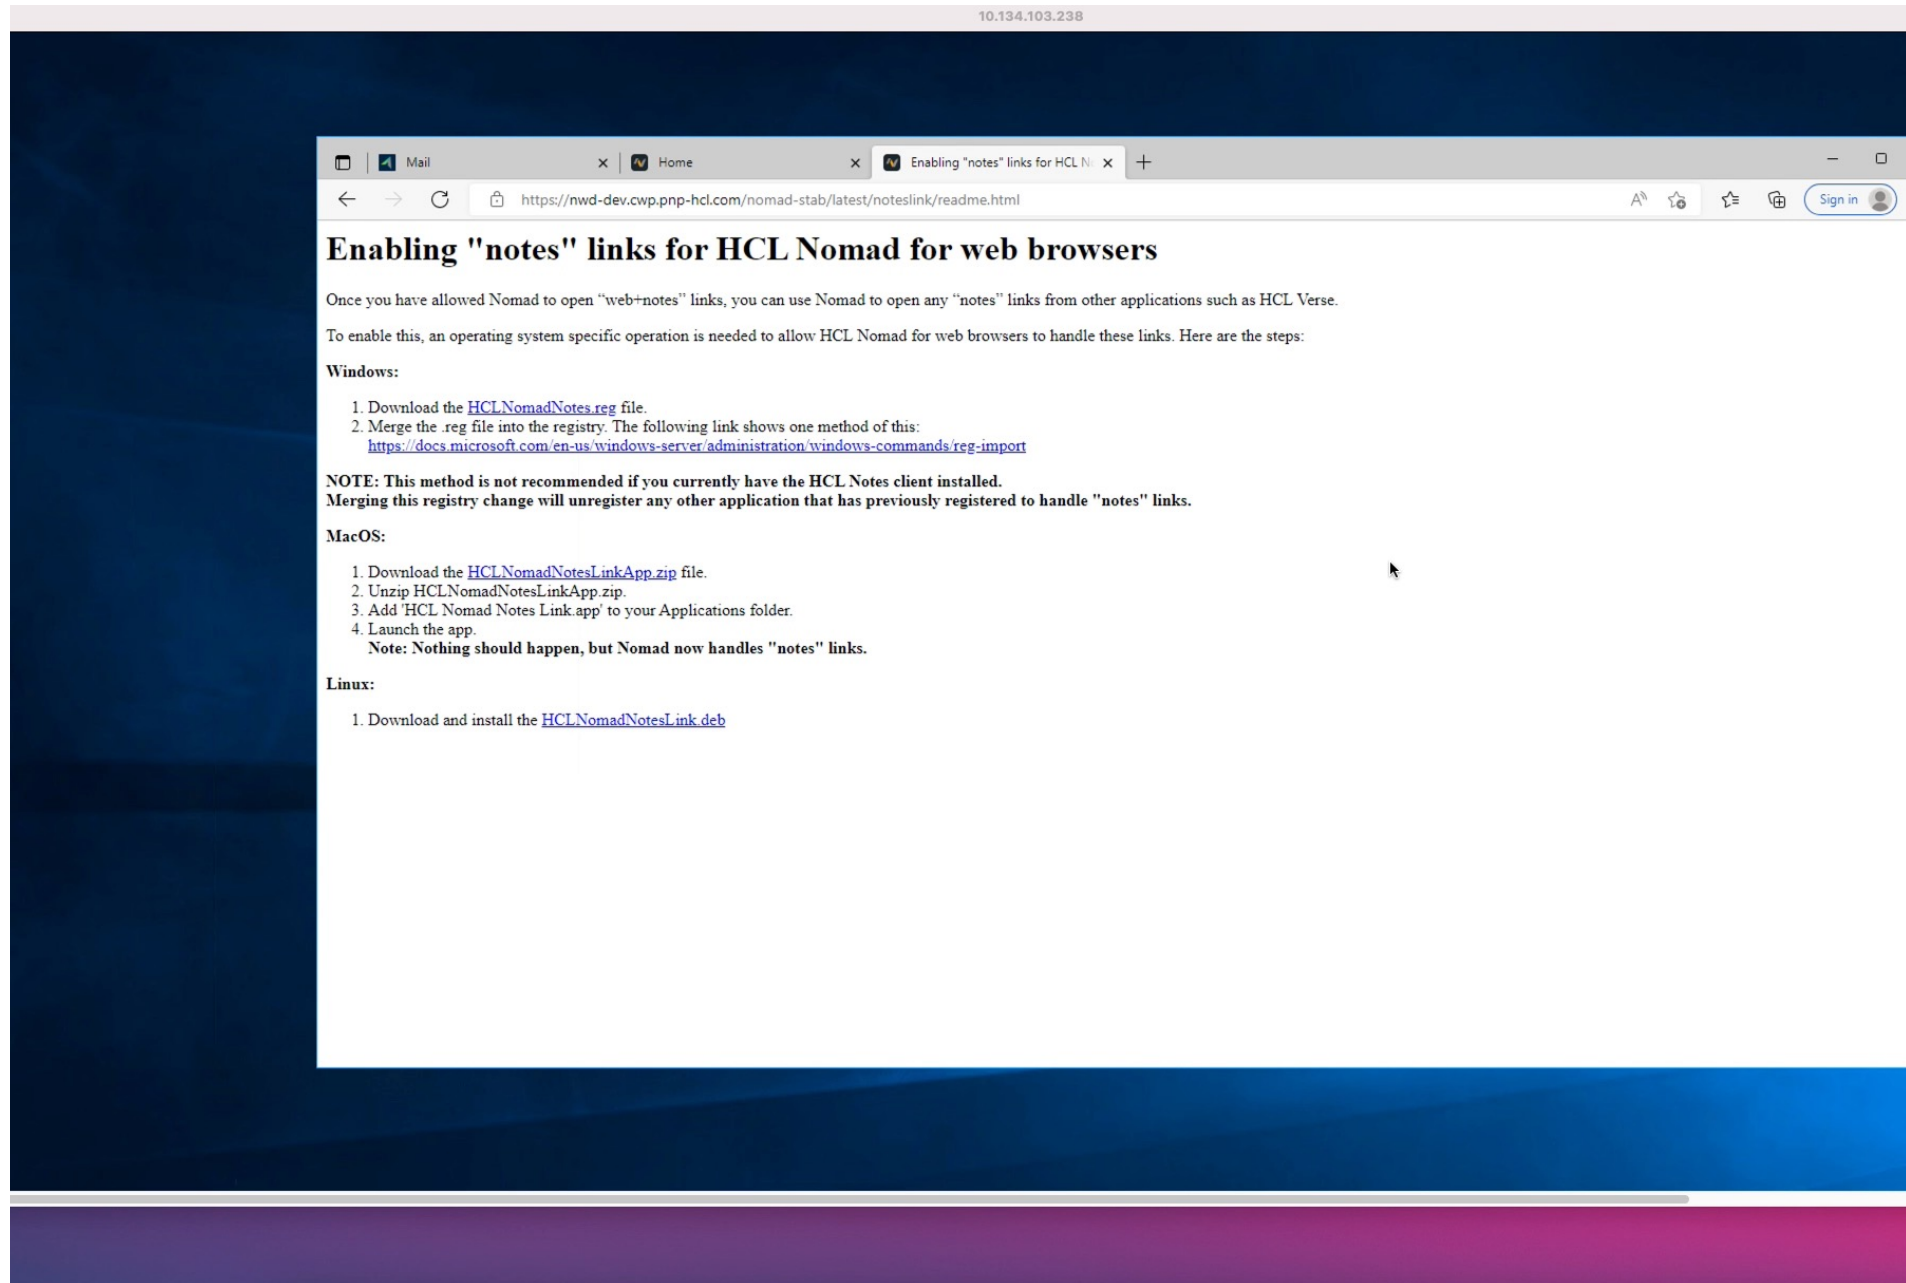 10.134.103.238
Mail
Home
Enabling "notes" links for HCL N
https://nwd-dev.cwp.pnp-hcl.com/nomad-stab/latest/noteslink/readme.html
Sign in
Enabling "notes" links for HCL Nomad for web browsers
Once you have allowed Nomad to open “web+notes” links, you can use Nomad to open any “notes” links from other applications such as HCL Verse.
To enable this, an operating system specific operation is needed to allow HCL Nomad for web browsers to handle these links. Here are the steps:
Windows:
1. Download the HCLNomadNotes.reg file.
2. Merge the .reg file into the registry. The following link shows one method of this:
https://docs.microsoft.com/en-us/windows-server/administration/windows-commands/reg-import
NOTE: This method is not recommended if you currently have the HCL Notes client installed.
Merging this registry change will unregister any other application that has previously registered to handle "notes" links.
MacOS:
1. Download the HCLNomadNotesLinkApp.zip file.
2. Unzip HCLNomadNotesLinkApp.zip.
3. Add 'HCL Nomad Notes Link.app' to your Applications folder.
4. Launch the app.
Note: Nothing should happen, but Nomad now handles "notes" links.
Linux:
1. Download and install the HCLNomadNotesLink.deb